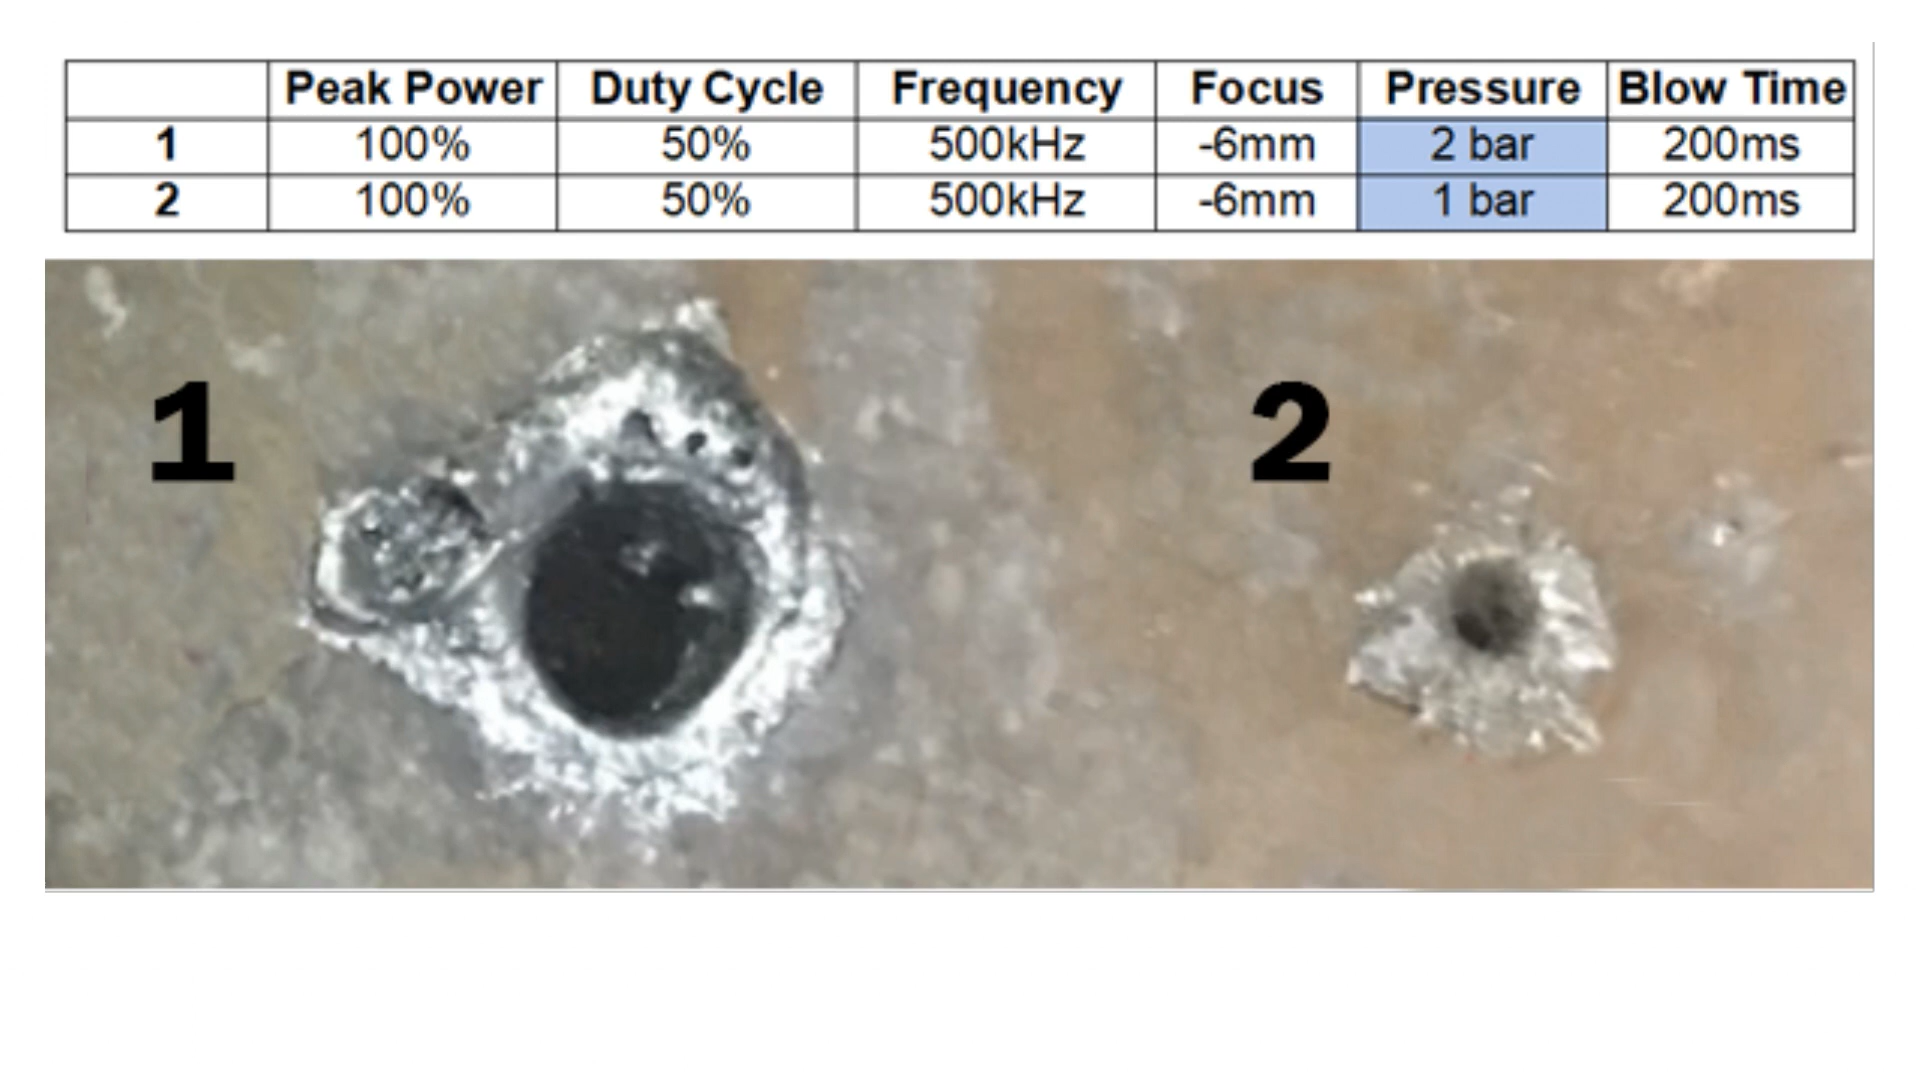 Peak Power Duty Cycle Frequency Focus Pressure Blow Time
1 100% 50% 500kHz -6mm 2 bar 200ms
2 100% 50% 500kHz -6mm 1 bar 200ms
1 2